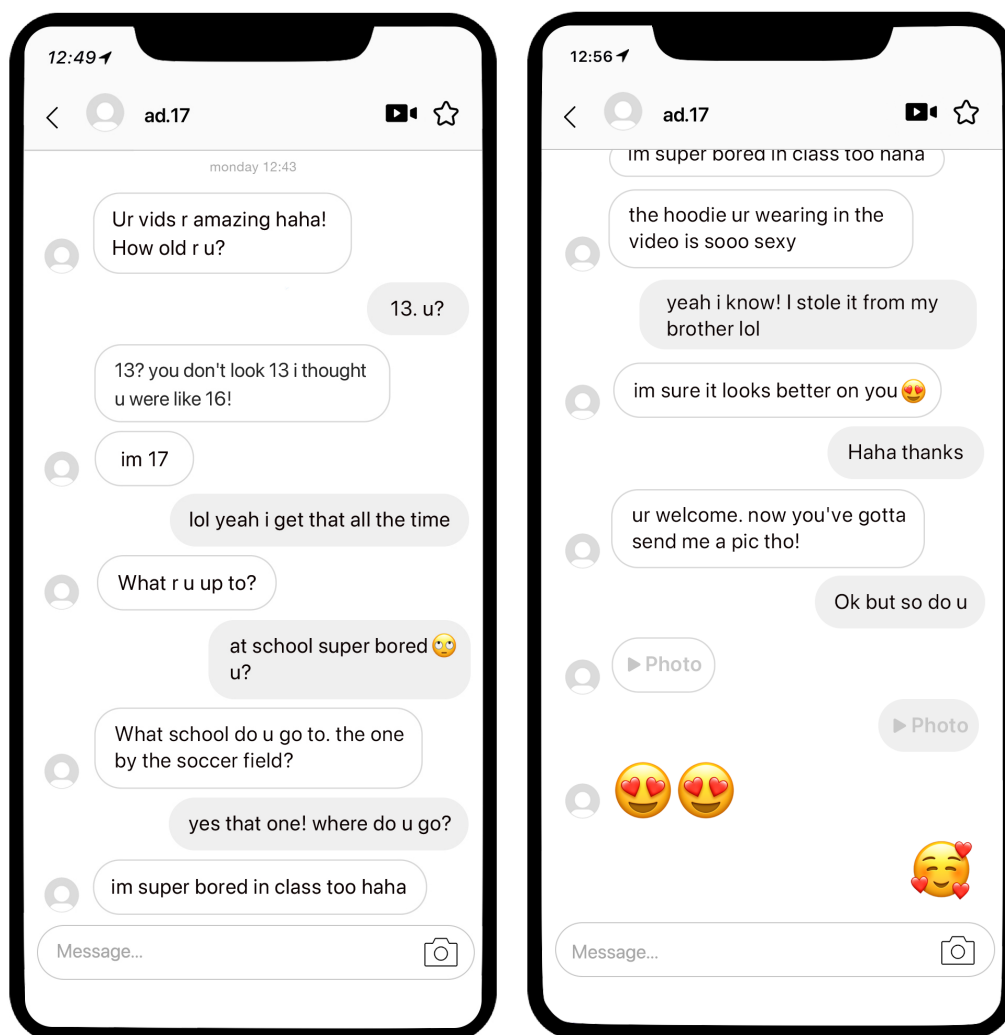 12:49
ad.17
monday 12:43
Ur vids r amazing haha!
How old r u?
13. u?
13? you don't look 13 i thought
u were like 16!
im 17
lol yeah i get that all the time
What r u up to?
at school super bored 🙄
u?
What school do u go to. the one
by the soccer field?
yes that one! where do u go?
im super bored in class too haha
Message...
12:56
ad.17
im super bored in class too haha
the hoodie ur wearing in the
video is sooo sexy
yeah i know! I stole it from my
brother lol
im sure it looks better on you😍
Haha thanks
ur welcome. now you've gotta
send me a pic tho!
Ok but so do u
Photo
Photo
😍😍
🥰
Message...